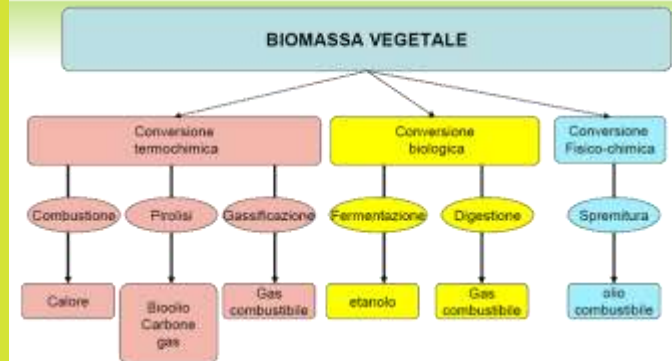 BIOMASSA VEGETALE
Conversione
termochimica
Conversione
biologica
Conversione
Fisico-chimica
Combustione
Pirolisi
Gassificazione
Fermentazione
Digestione
Spremitura
Calore
Bioolio
Carbone
gas
Gas
combustibile
etanolo
Gas
combustibile
olio
combustibile